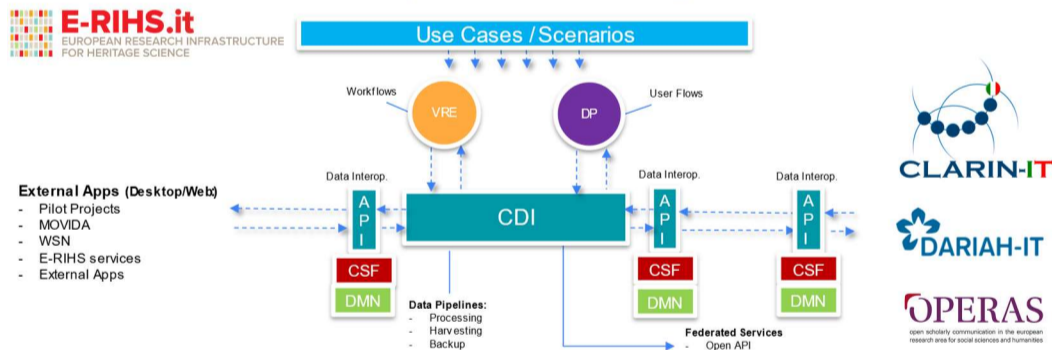 E-RIHS.it
EUROPEAN RESEARCH INFRASTRUCTURE
FOR HERITAGE SCIENCE
Use Cases / Scenarios
Workflows
VRE
DP
User Flows
CLARIN-IT
External Apps (Desktop/Web)
- Pilot Projects
- MOVIDA
- WSN
- E-RIHS services
- External Apps
Data Interop.
API
CSF
DMN
CDI
Data Interop.
API
CSF
DMN
Data Interop.
API
CSF
DMN
DARIAH-IT
Data Pipelines:
- Processing
- Harvesting
- Backup
Federated Services
- Open API
OPERAS
open scholarly communication in the european
research area for social sciences and humanities